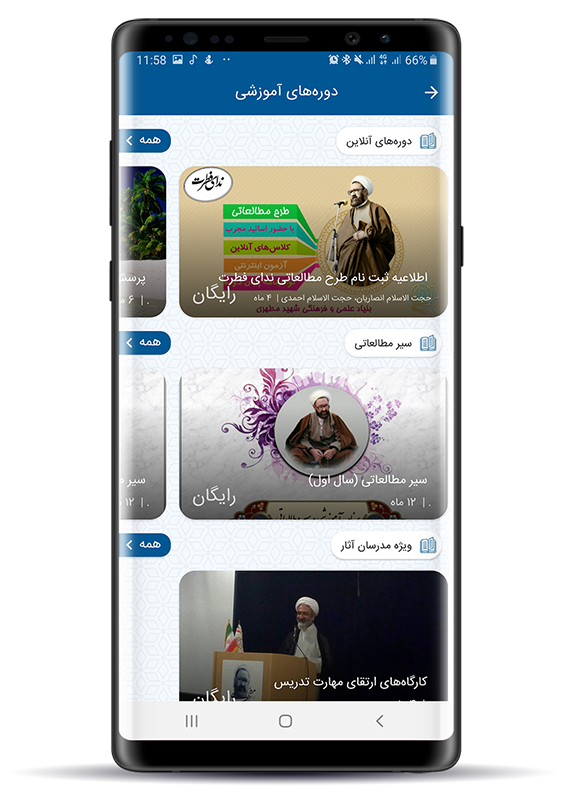 11:58
66%
دوره‌های آموزشی
دوره‌های آنلاین
همه
ندای فطرت
طرح مطالعاتی
با حضور اساتید مجرب
کلاس‌های آنلاین
آزمون اینترنتی
اطلاعیه ثبت نام طرح مطالعاتی ندای فطرت
حجت الاسلام انصاریان، حجت الاسلام احمدی | ۴ ماه
رایگان
بنیاد علمی و فرهنگی شهید مطهری
۶
سیر مطالعاتی
همه
سیر مطالعاتی (سال اول)
. | ۱۲ ماه
رایگان
. | ۱۲ ماه
ویژه مدرسان آثار
همه
کارگاه‌های ارتقای مهارت تدریس
رایگان